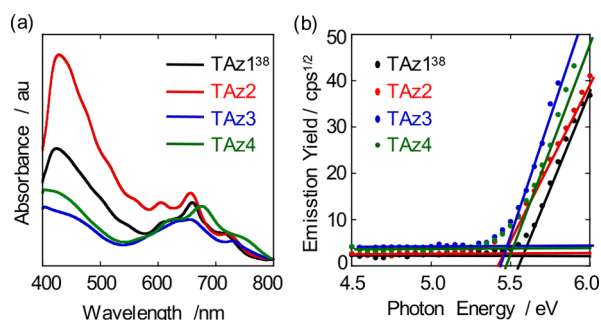 (a)
Absorbance / au
TAz1³⁸
TAz2
TAz3
TAz4
400 500 600 700 800
Wavelength /nm
(b)
Emisstion Yield / cps¹ᐟ²
50
40
30
20
10
0
TAz1³⁸
TAz2
TAz3
TAz4
4.5 5.0 5.5 6.0
Photon Energy / eV